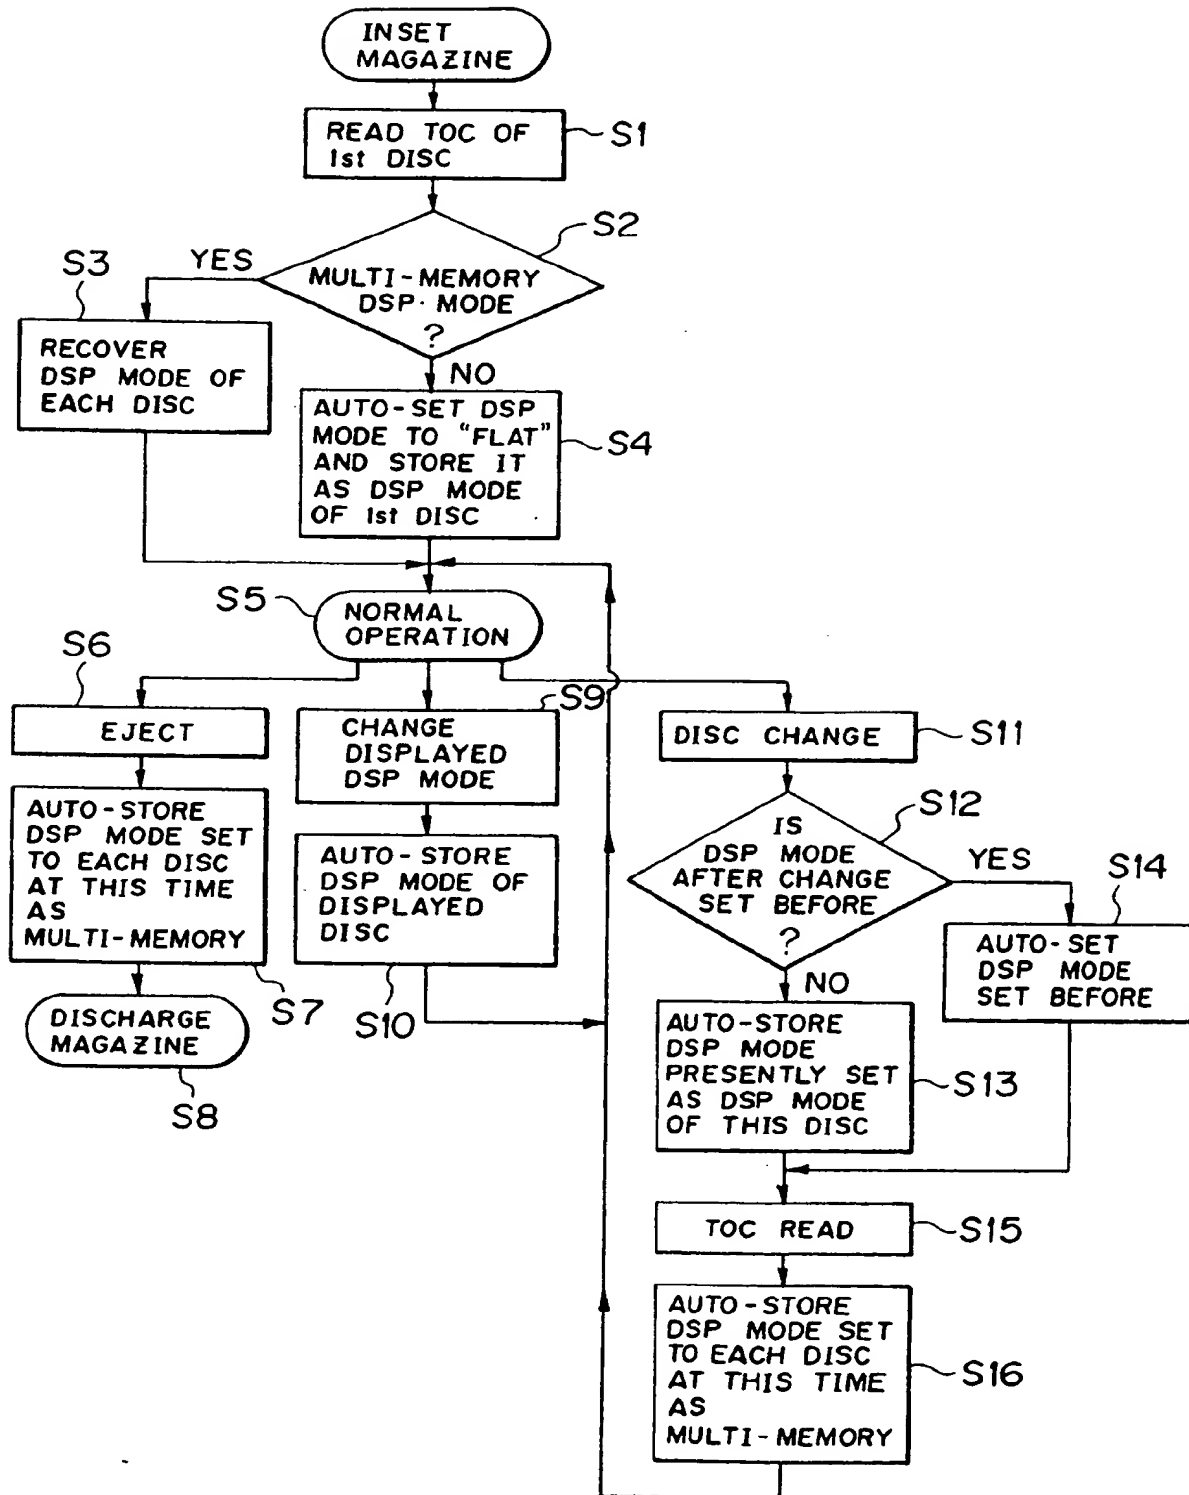 INSET
MAGAZINE
READ TOC OF
1st DISC
S1
S2
MULTI-MEMORY
DSP· MODE
?
YES
S3
RECOVER
DSP MODE OF
EACH DISC
NO
AUTO-SET DSP
MODE TO "FLAT"
AND STORE IT
AS DSP MODE
OF 1st DISC
S4
S5
NORMAL
OPERATION
S6
EJECT
AUTO-STORE
DSP MODE SET
TO EACH DISC
AT THIS TIME
AS
MULTI-MEMORY
S7
DISCHARGE
MAGAZINE
S8
S9
CHANGE
DISPLAYED
DSP MODE
AUTO-STORE
DSP MODE OF
DISPLAYED
DISC
S10
DISC CHANGE
S11
S12
IS
DSP MODE
AFTER CHANGE
SET BEFORE
?
YES
S14
AUTO-SET
DSP MODE
SET BEFORE
NO
AUTO-STORE
DSP MODE
PRESENTLY SET
AS DSP MODE
OF THIS DISC
S13
TOC READ
S15
AUTO-STORE
DSP MODE SET
TO EACH DISC
AT THIS TIME
AS
MULTI-MEMORY
S16